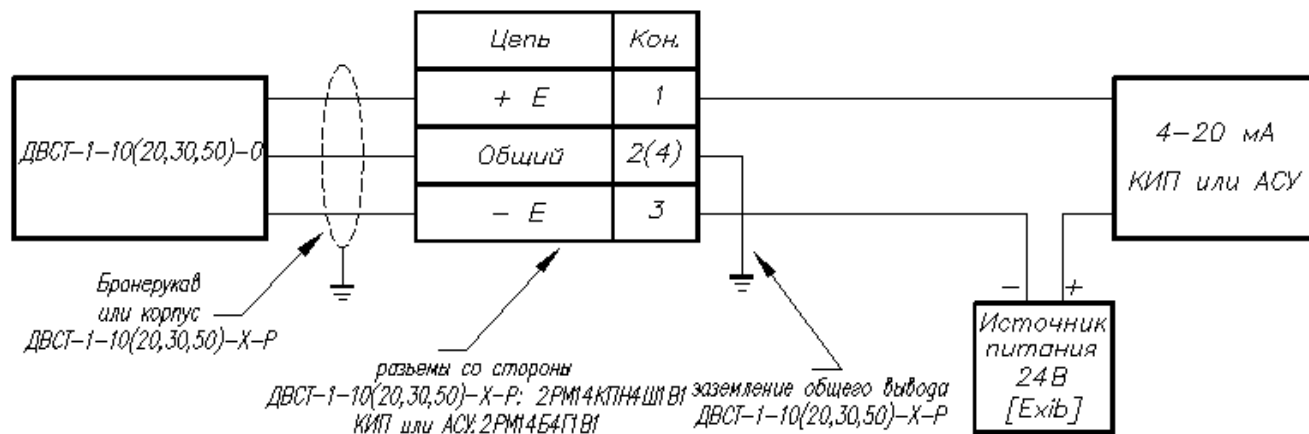 Цепь Кон.
+ E 1
Общий 2(4)
- E 3
ДВСТ-1-10(20,30,50)-0
4-20 мА
КИП или АСУ
Бронерукав
или корпус
ДВСТ-1-10(20,30,50)-Х-Р
разъемы со стороны
ДВСТ-1-10(20,30,50)-Х-Р: 2РМ14КПН4Ш1В1
КИП или АСУ: 2РМ14Б4Г1В1
заземление общего вывода
ДВСТ-1-10(20,30,50)-Х-Р
- +
Источник
питания
24В
[Exib]